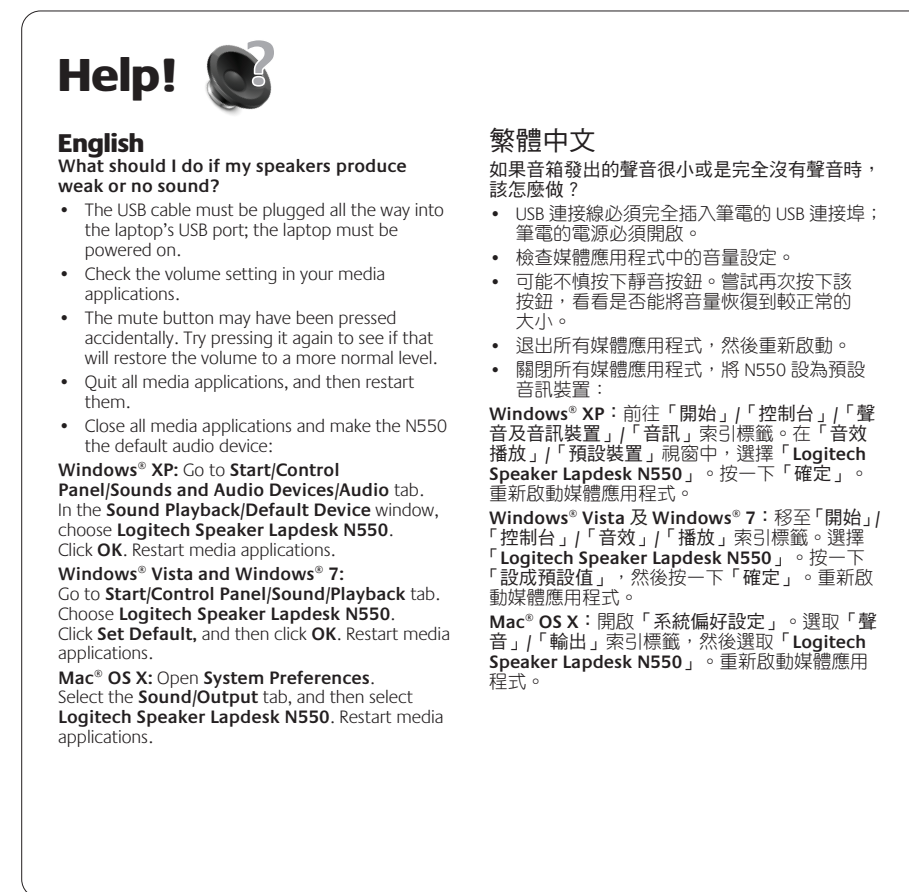 Help!
?
English
What should I do if my speakers produce
weak or no sound?
• The USB cable must be plugged all the way into
the laptop’s USB port; the laptop must be
powered on.
• Check the volume setting in your media
applications.
• The mute button may have been pressed
accidentally. Try pressing it again to see if that
will restore the volume to a more normal level.
• Quit all media applications, and then restart
them.
• Close all media applications and make the N550
the default audio device:
Windows® XP: Go to Start/Control
Panel/Sounds and Audio Devices/Audio tab.
In the Sound Playback/Default Device window,
choose Logitech Speaker Lapdesk N550.
Click OK. Restart media applications.
Windows® Vista and Windows® 7:
Go to Start/Control Panel/Sound/Playback tab.
Choose Logitech Speaker Lapdesk N550.
Click Set Default, and then click OK. Restart media
applications.
Mac® OS X: Open System Preferences.
Select the Sound/Output tab, and then select
Logitech Speaker Lapdesk N550. Restart media
applications.
繁體中文
如果音箱發出的聲音很小或是完全沒有聲音時，
該怎麼做？
• USB 連接線必須完全插入筆電的 USB 連接埠；
筆電的電源必須開啟。
• 檢查媒體應用程式中的音量設定。
• 可能不慎按下靜音按鈕。嘗試再次按下該
按鈕，看看是否能將音量恢復到較正常的
大小。
• 退出所有媒體應用程式，然後重新啟動。
• 關閉所有媒體應用程式，將 N550 設為預設
音訊裝置：
Windows® XP：前往「開始」/「控制台」/「聲
音及音訊裝置」/「音訊」索引標籤。在「音效
播放」/「預設裝置」視窗中，選擇「Logitech
Speaker Lapdesk N550」。按一下「確定」。
重新啟動媒體應用程式。
Windows® Vista 及 Windows® 7：移至「開始」/
「控制台」/「音效」/「播放」索引標籤。選擇
「Logitech Speaker Lapdesk N550」。按一下
「設成預設值」，然後按一下「確定」。重新啟
動媒體應用程式。
Mac® OS X：開啟「系統偏好設定」。選取「聲
音」/「輸出」索引標籤，然後選取「Logitech
Speaker Lapdesk N550」。重新啟動媒體應用
程式。